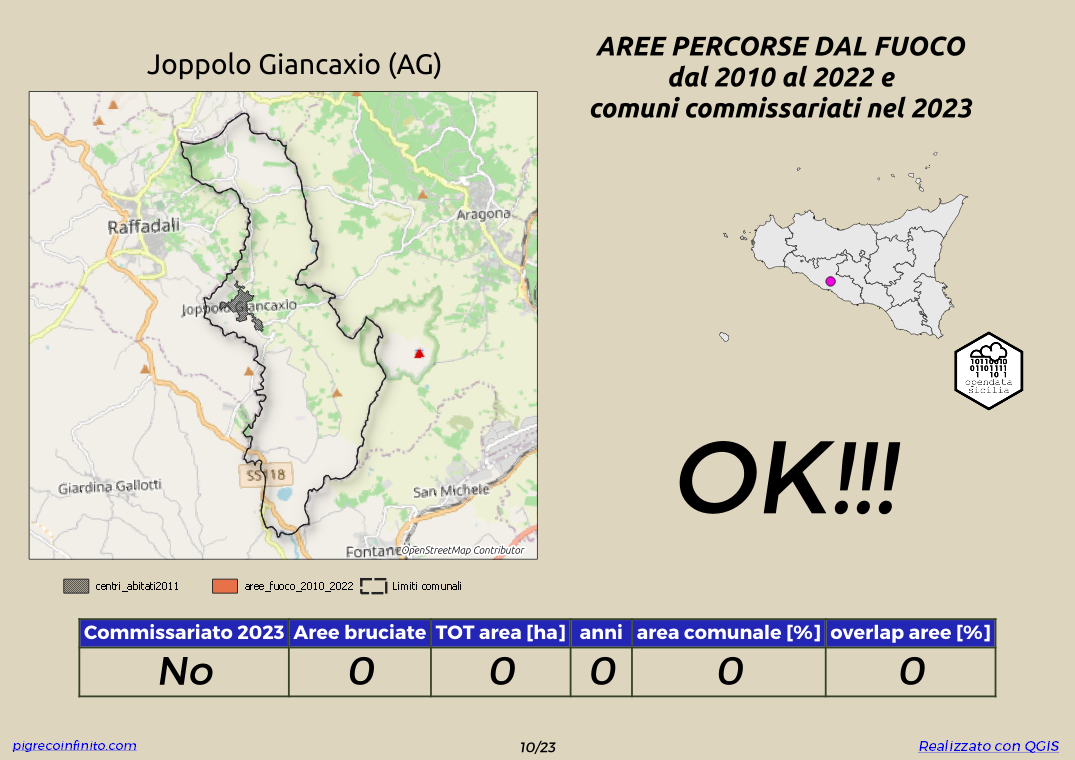 Joppolo Giancaxio (AG)
AREE PERCORSE DAL FUOCO
dal 2010 al 2022 e
comuni commissariati nel 2023
Raffadali
Aragona
Joppolo Giancaxio
SS118
Giardina Gallotti
San Michele
Fontane
OpenStreetMap Contributor
10110010
01101111
1 10 1
opendata
sicilia
OK!!!
centri_abitati2011
aree_fuoco_2010_2022
Limiti comunali
Commissariato 2023 Aree bruciate TOT area [ha] anni area comunale [%] overlap aree [%]
No 0 0 0 0 0
pigrecoinfinito.com
10/23
Realizzato con QGIS